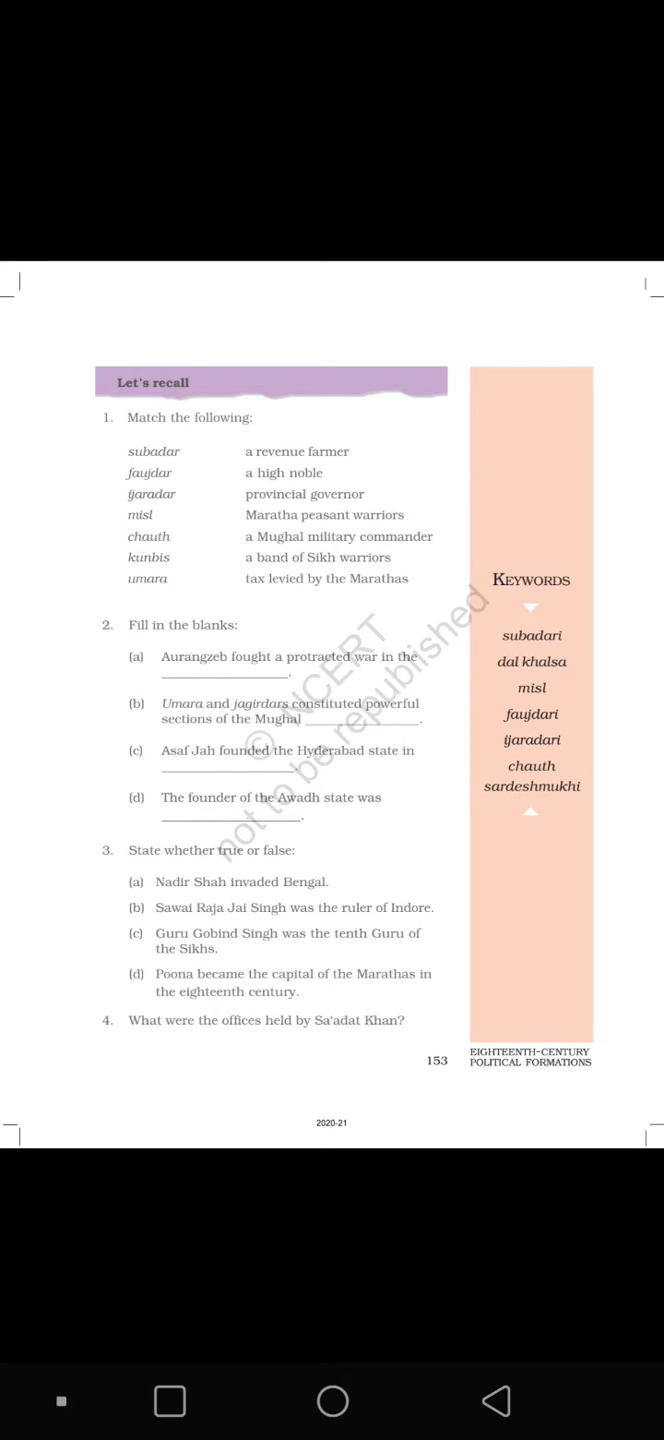 Let's recall
1. Match the following:
subadar a revenue farmer
faujdar a high noble
ijaradar provincial governor
misl Maratha peasant warriors
chauth a Mughal military commander
kunbis a band of Sikh warriors
umara tax levied by the Marathas
2. Fill in the blanks:
(a) Aurangzeb fought a protracted war in the
____________________.
(b) Umara and jagirdars constituted powerful
sections of the Mughal __________________.
(c) Asaf Jah founded the Hyderabad state in
_____________________.
(d) The founder of the Awadh state was
______________________.
3. State whether true or false:
(a) Nadir Shah invaded Bengal.
(b) Sawai Raja Jai Singh was the ruler of Indore.
(c) Guru Gobind Singh was the tenth Guru of
the Sikhs.
(d) Poona became the capital of the Marathas in
the eighteenth century.
4. What were the offices held by Sa'adat Khan?
KEYWORDS
subadari
dal khalsa
misl
faujdari
ijaradari
chauth
sardeshmukhi
© NCERT
not to be republished
153
EIGHTEENTH-CENTURY
POLITICAL FORMATIONS
2020-21